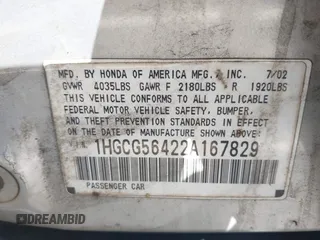 MFD. BY HONDA OF AMERICA MFG., INC. 7/02
GVWR 4035LBS GAWR F 2180LBS R 1920LBS
THIS VEHICLE CONFORMS TO ALL APPLICABLE
FEDERAL MOTOR VEHICLE SAFETY, BUMPER,
AND THEFT PREVENTION STANDARDS IN EFFECT
ON THE DATE OF MANUFACTURE SHOWN ABOVE.
1HGCG56422A167829
PASSENGER CAR
DREAMBID